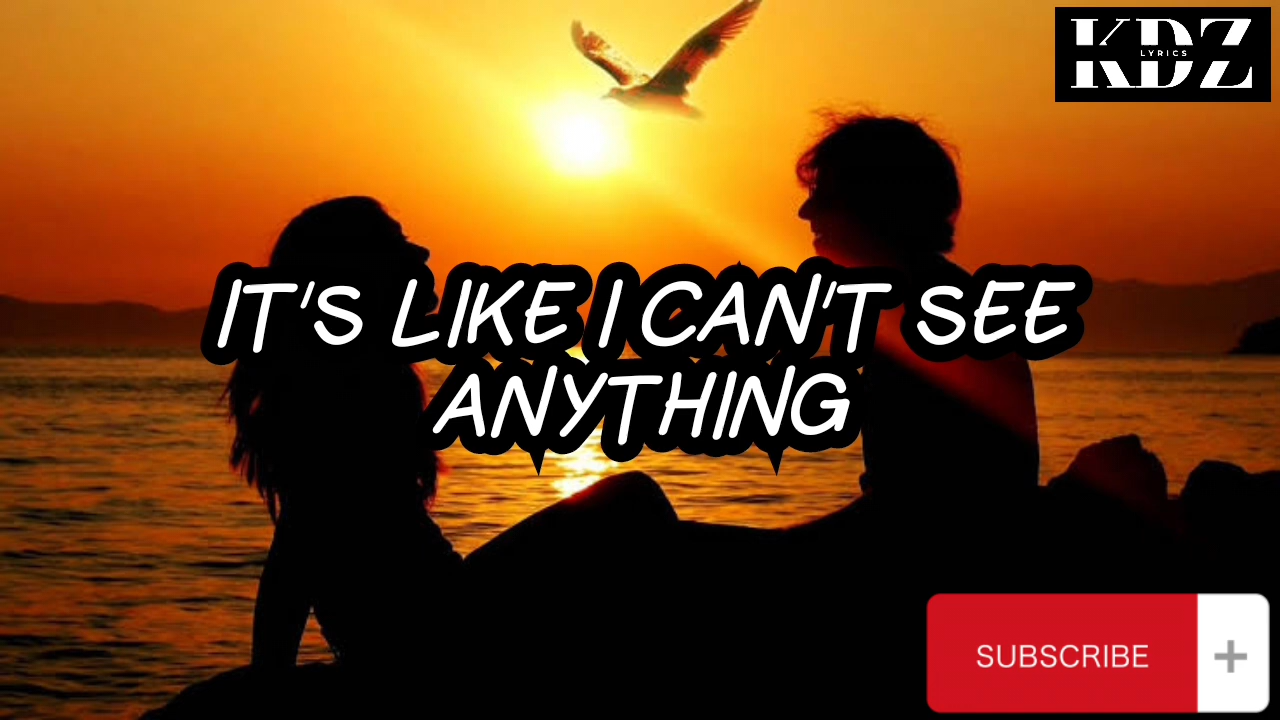 KDZ
LYRICS
IT'S LIKE I CAN'T SEE
ANYTHING
SUBSCRIBE +